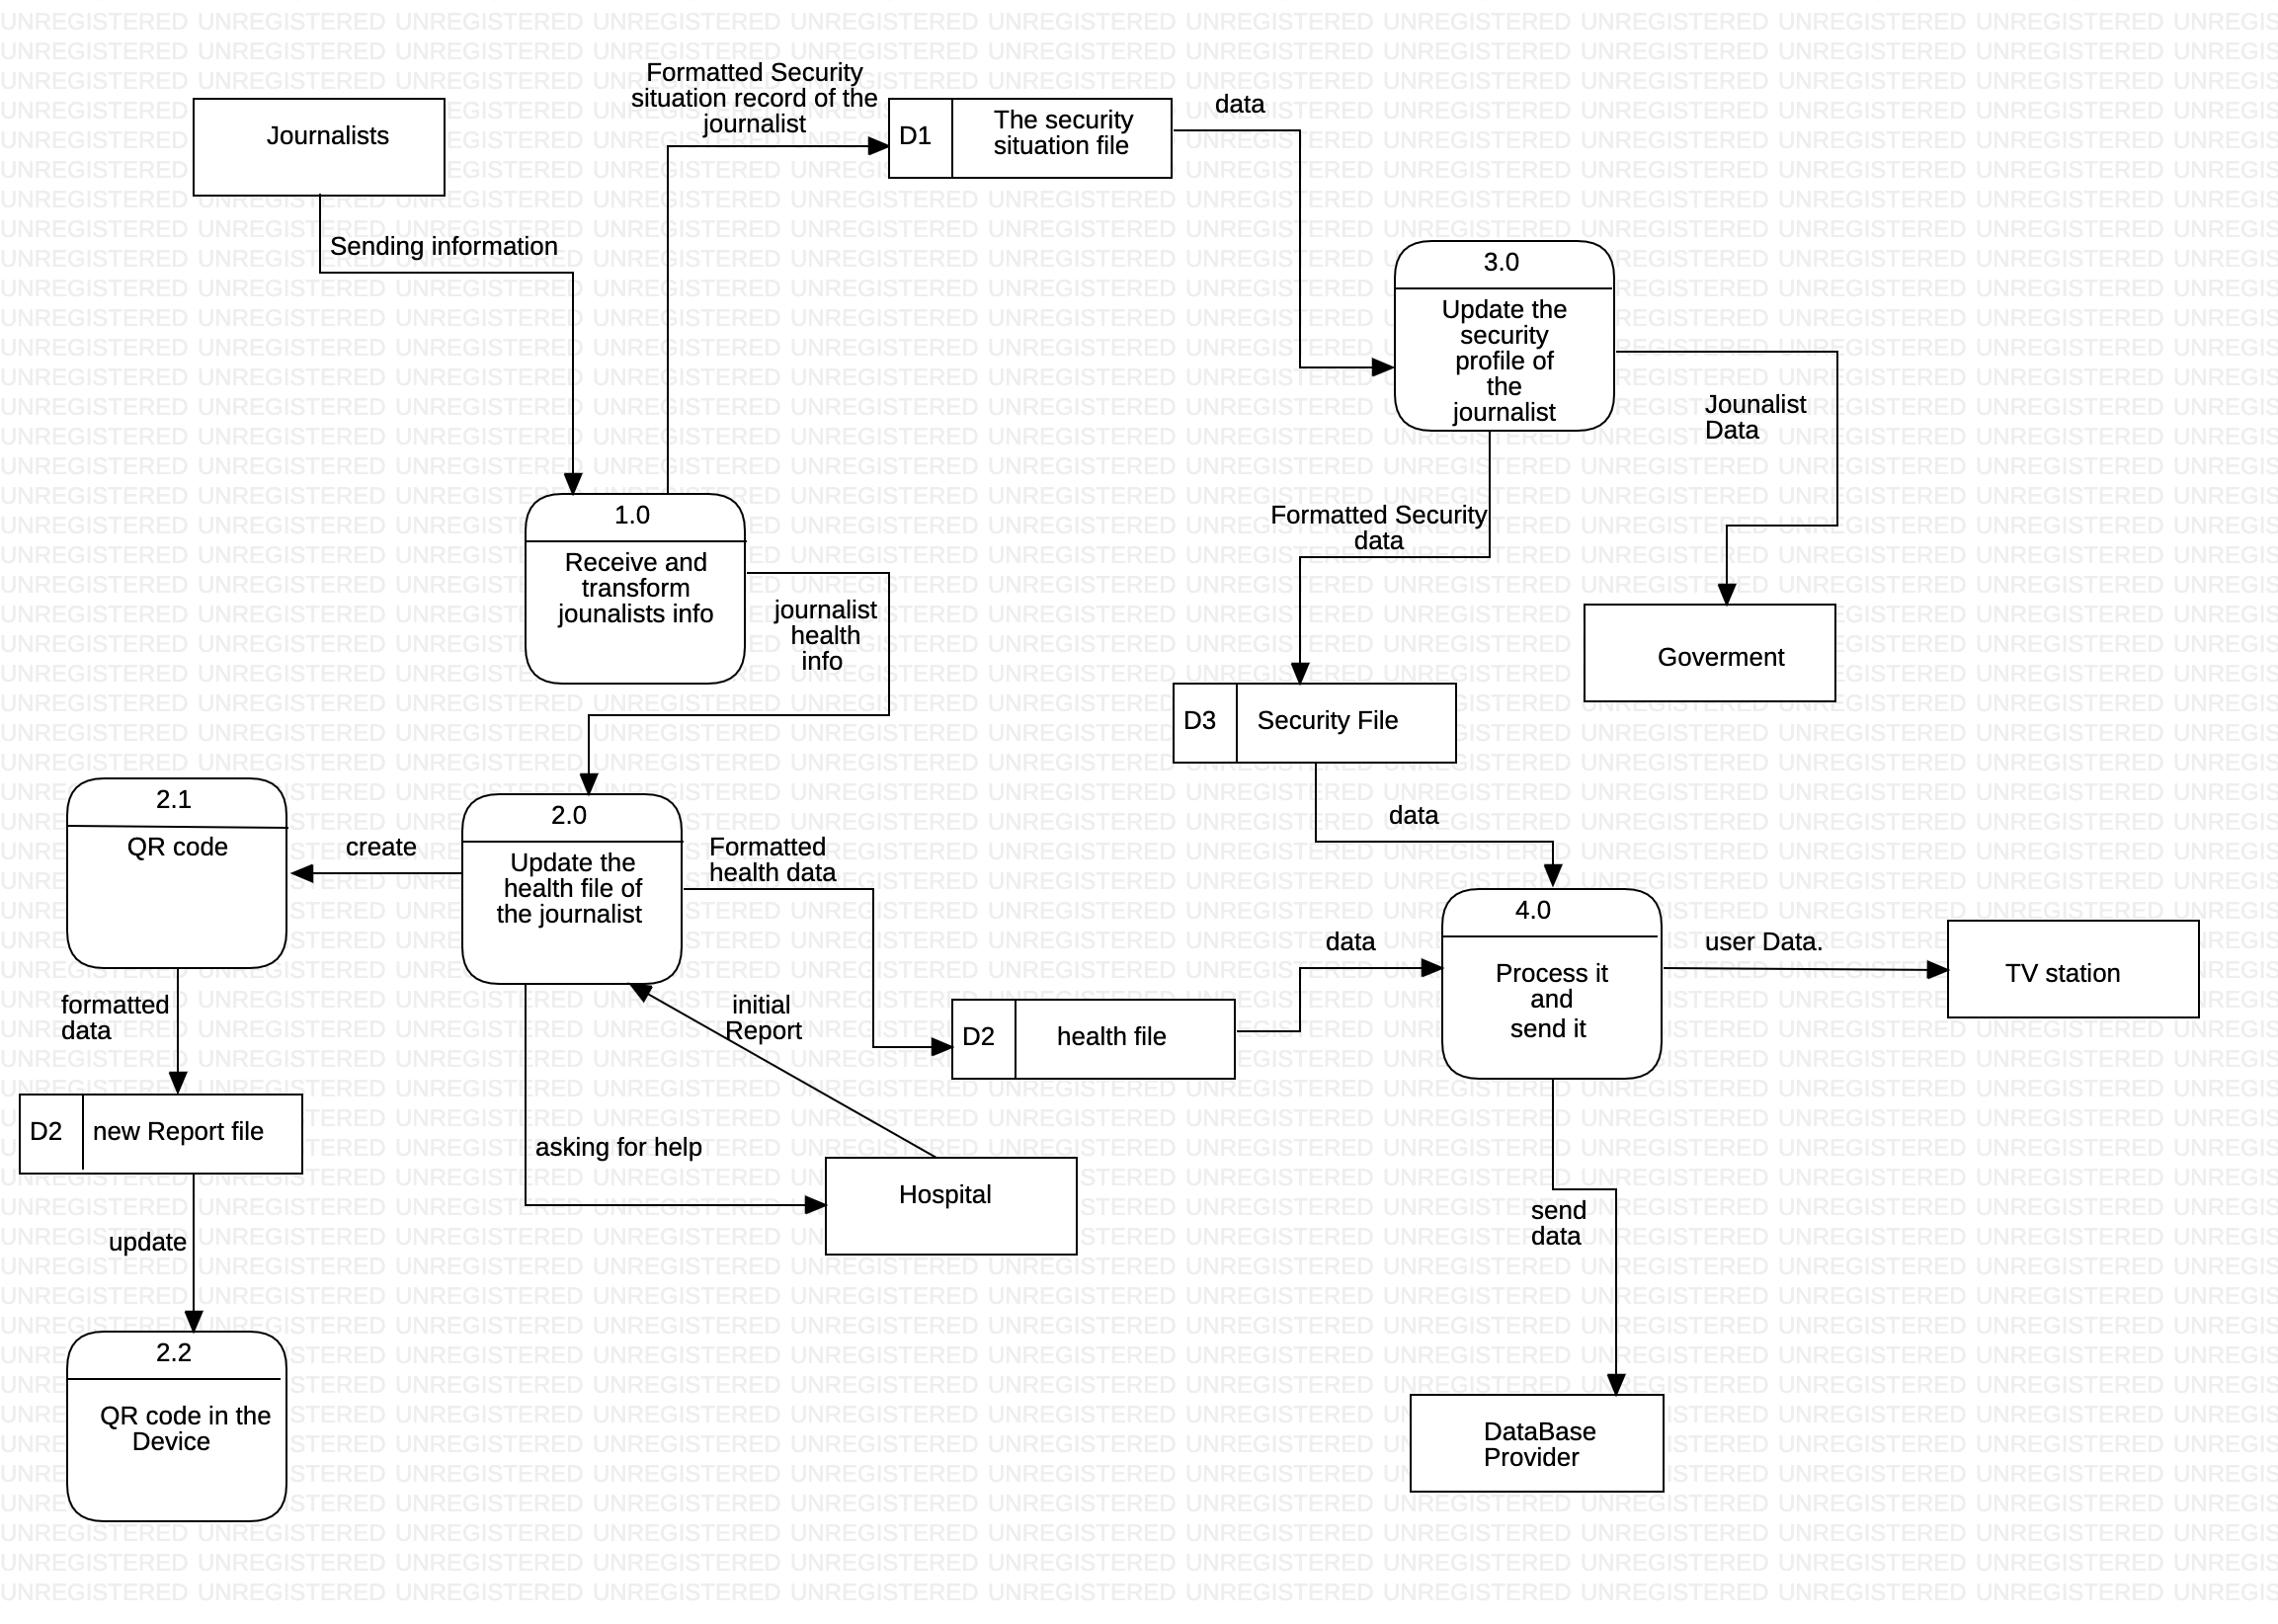 UNREGISTERED
Journalists
Sending information
Formatted Security
situation record of the
journalist
D1
The security
situation file
data
3.0
Update the
security
profile of
the
journalist
Jounalist
Data
1.0
Receive and
transform
jounalists info
journalist
health
info
Formatted Security
data
Goverment
D3
Security File
data
2.1
QR code
create
2.0
Update the
health file of
the journalist
Formatted
health data
4.0
Process it
and
send it
data
user Data.
TV station
formatted
data
initial
Report
D2
health file
D2
new Report file
asking for help
Hospital
send
data
update
2.2
QR code in the
Device
DataBase
Provider